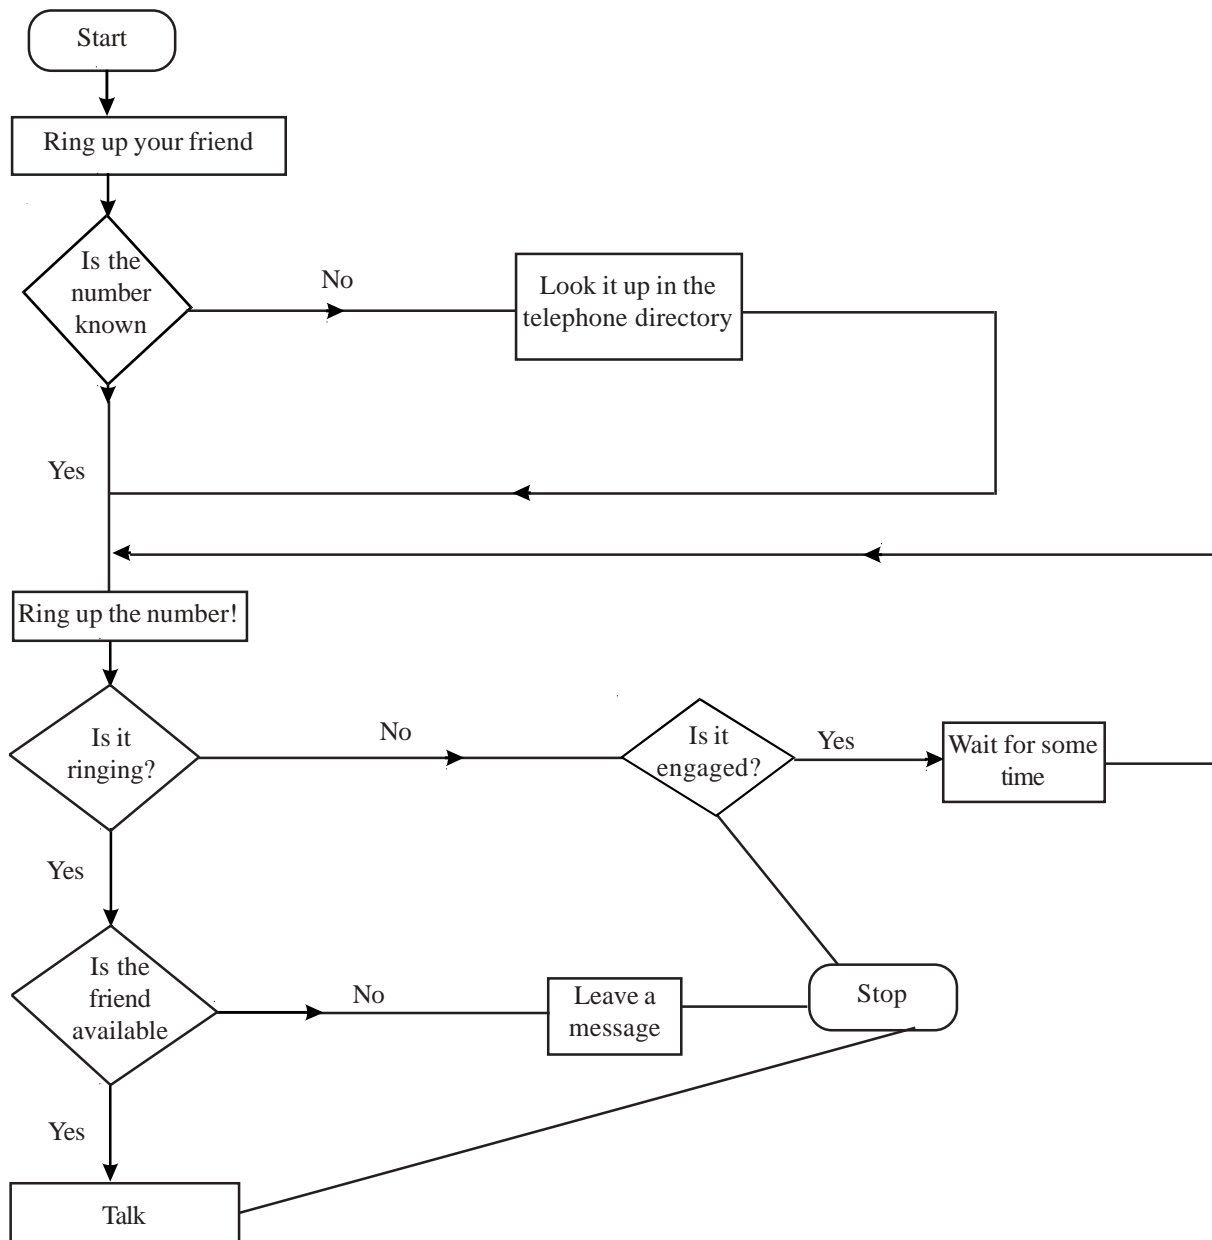 Start
Ring up your friend
Is the
number
known
No
Look it up in the
telephone directory
Yes
Ring up the number!
Is it
ringing?
No
Is it
engaged?
Yes
Wait for some
time
Yes
Is the
friend
available
No
Leave a
message
Stop
Yes
Talk